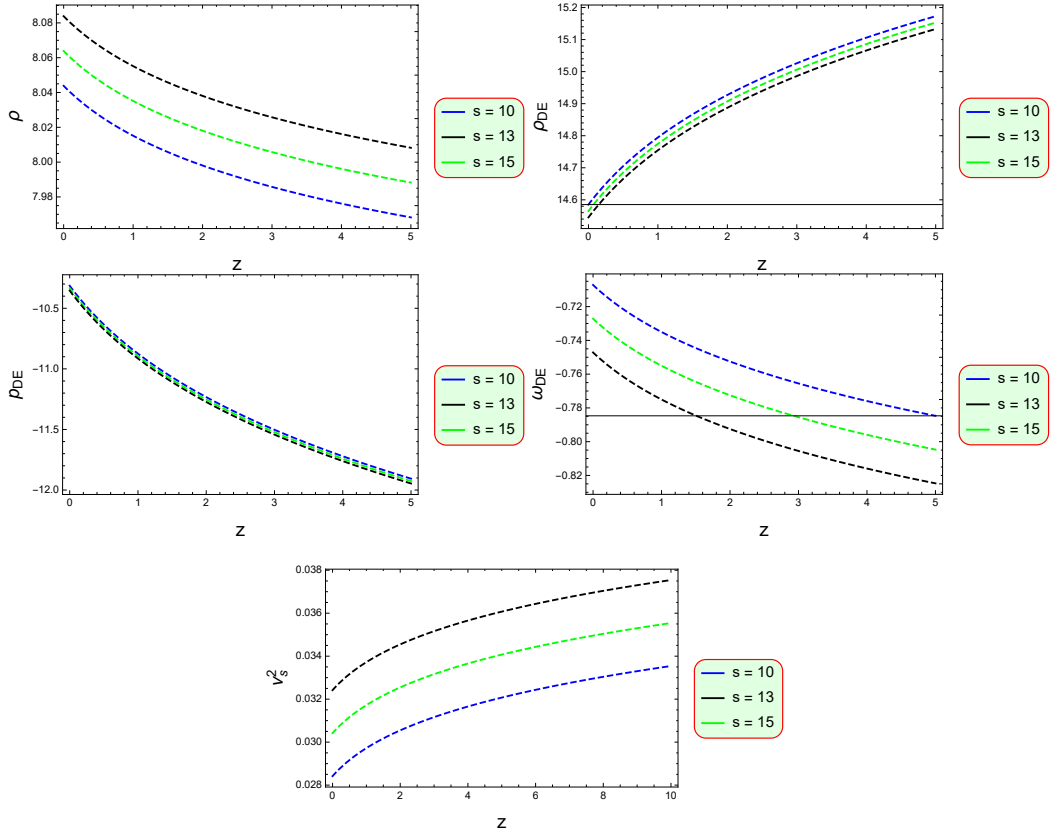 ρ
8.08
8.06
8.04
8.02
8.00
7.98
0 1 2 3 4 5
z
s = 10
s = 13
s = 15
ρDE
15.2
15.1
15.0
14.9
14.8
14.7
14.6
0 1 2 3 4 5
z
s = 10
s = 13
s = 15
pDE
-10.5
-11.0
-11.5
-12.0
0 1 2 3 4 5
z
s = 10
s = 13
s = 15
ωDE
-0.72
-0.74
-0.76
-0.78
-0.80
-0.82
0 1 2 3 4 5
z
s = 10
s = 13
s = 15
v_s^2
0.038
0.036
0.034
0.032
0.030
0.028
0 2 4 6 8 10
z
s = 10
s = 13
s = 15